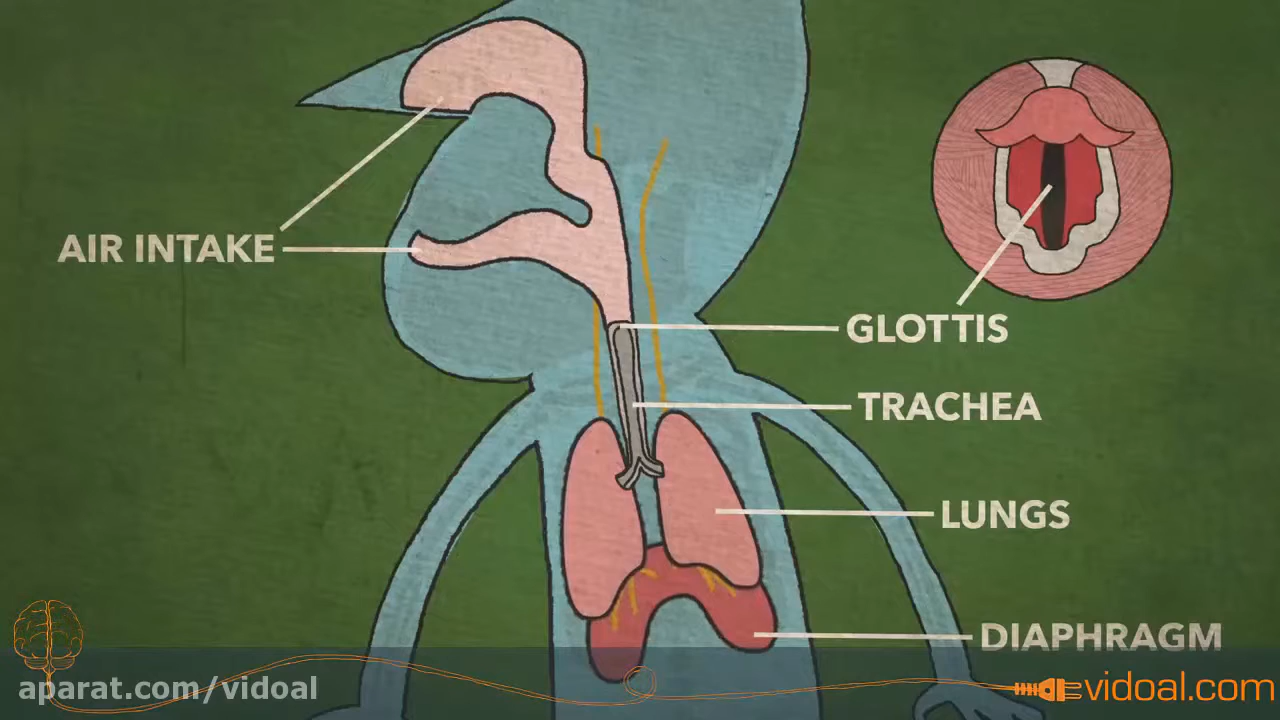 AIR INTAKE
GLOTTIS
TRACHEA
LUNGS
DIAPHRAGM
aparat.com/vidoal
vidoal.com